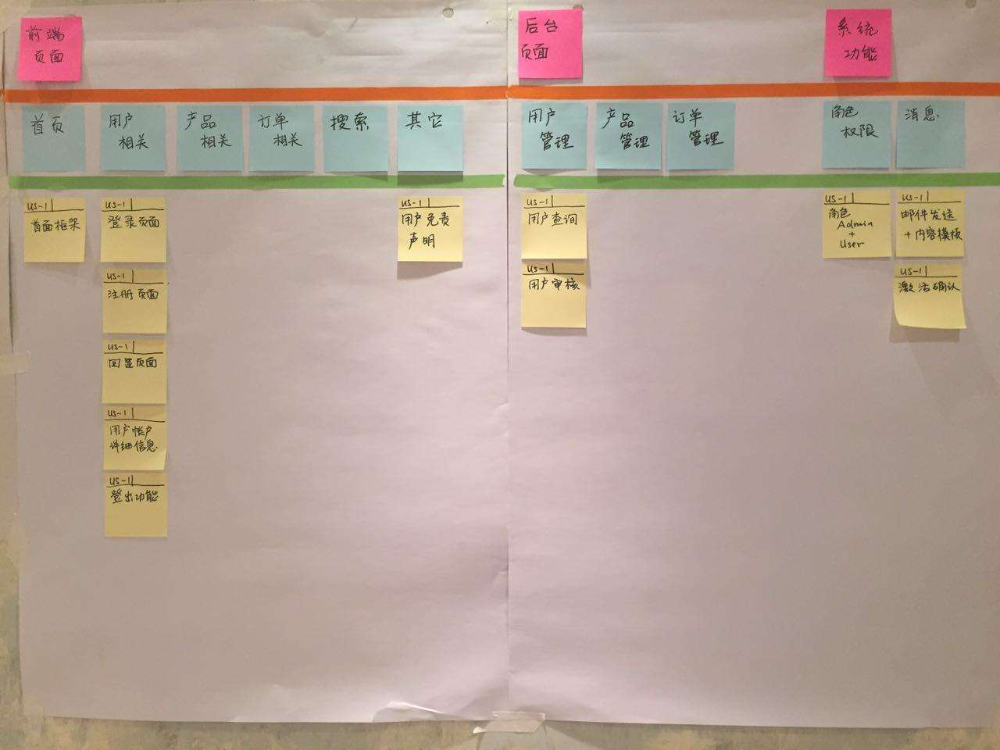 前端
页面
后台
页面
系统
功能
首页
用户
相关
产品
相关
订单
相关
搜索
其它
用户
管理
产品
管理
订单
管理
角色
权限
消息
US-1
首面框架
US-1
登录页面
US-1
注册页面
US-1
回显页面
US-1
用户帐户
详细信息
US-1
登出功能
US-1
用户免责
声明
US-1
用户查询
US-1
用户审核
US-1
角色
Admin
+
User
US-1
邮件发送
+内容模板
US-1
激活确认